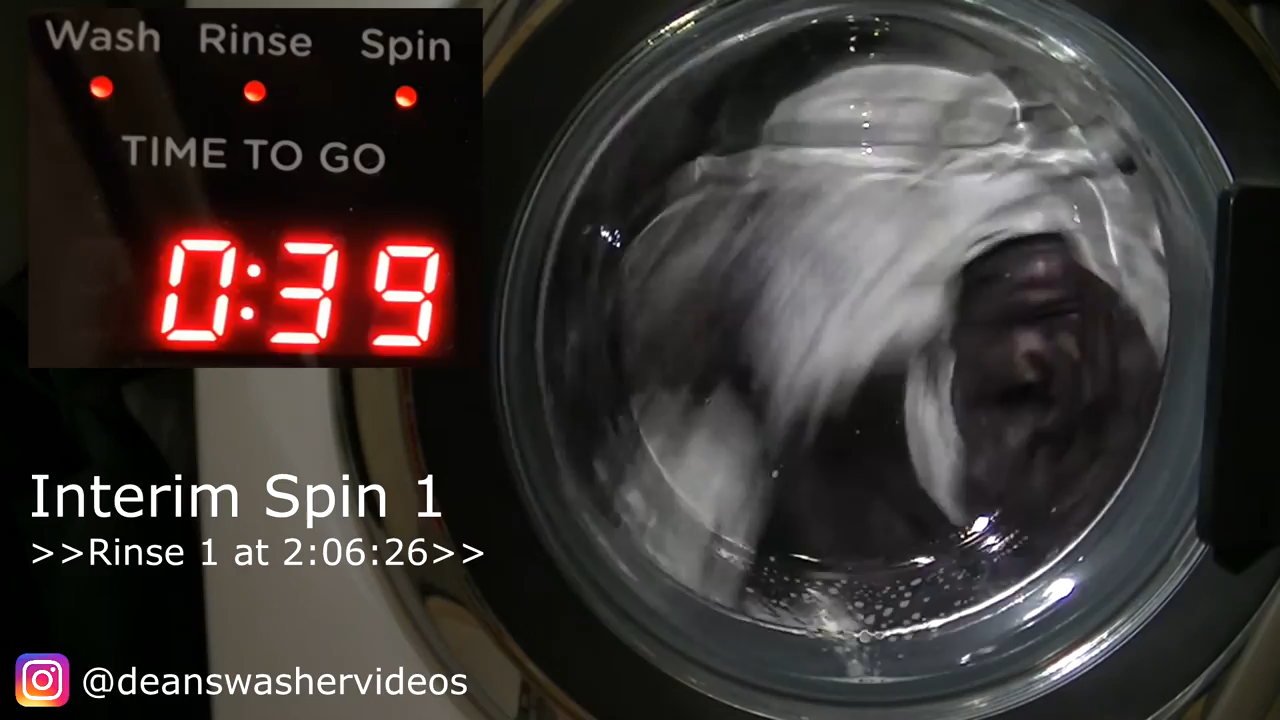 Wash Rinse Spin
TIME TO GO
0:39
Interim Spin 1
>>Rinse 1 at 2:06:26>>
@deanswashervideos